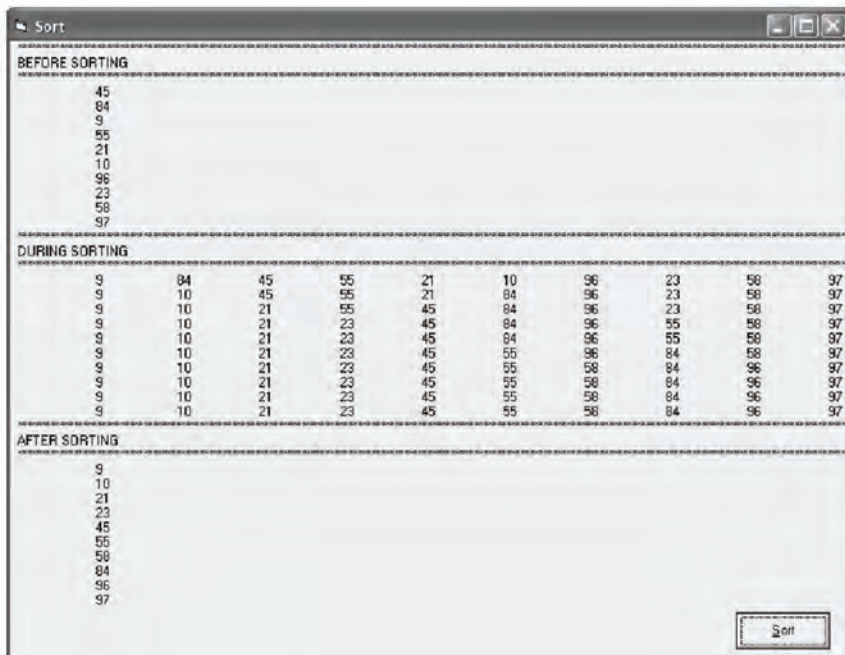 Sort
BEFORE SORTING
45
84
9
55
21
10
96
23
58
97
DURING SORTING
9 84 45 55 21 10 96 23 58 97
9 10 45 55 21 84 96 23 58 97
9 10 21 55 45 84 96 23 58 97
9 10 21 23 45 84 96 55 58 97
9 10 21 23 45 84 96 55 58 97
9 10 21 23 45 55 96 84 58 97
9 10 21 23 45 55 58 84 96 97
9 10 21 23 45 55 58 84 96 97
9 10 21 23 45 55 58 84 96 97
9 10 21 23 45 55 58 84 96 97
AFTER SORTING
9
10
21
23
45
55
58
84
96
97
Sort